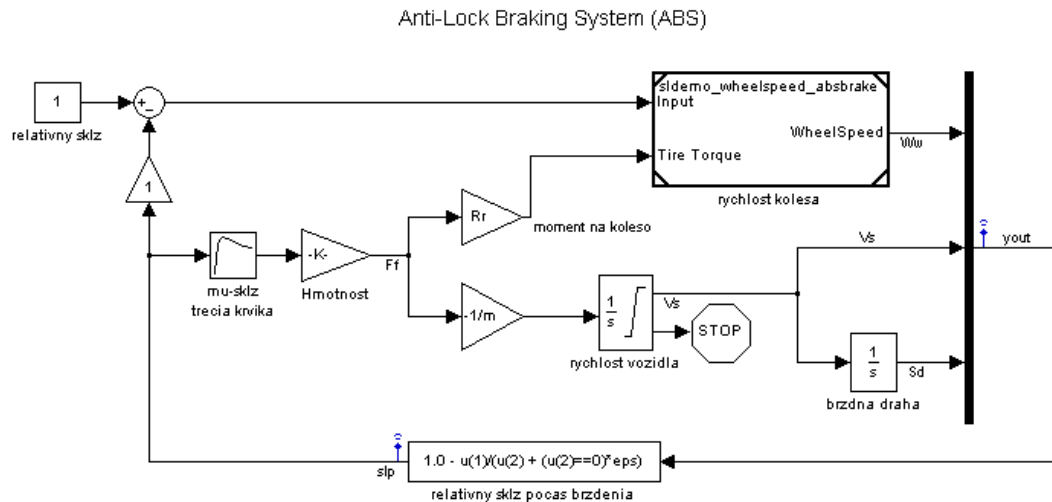 Anti-Lock Braking System (ABS)
1
relativny sklz
+
-
1
sldemo_wheelspeed_absbrake
Input
WheelSpeed
Tire Torque
rychlost kolesa
Ww
Rr
moment na koleso
mu-sklz
trecia krvika
-K-
Hmotnost
Ff
-1/m
1
s
rychlost vozidla
Vs
STOP
Vs
1
s
Sd
brzdna draha
yout
slp
1.0 - u(1)/(u(2) + (u(2)==0)*eps)
relativny sklz pocas brzdenia